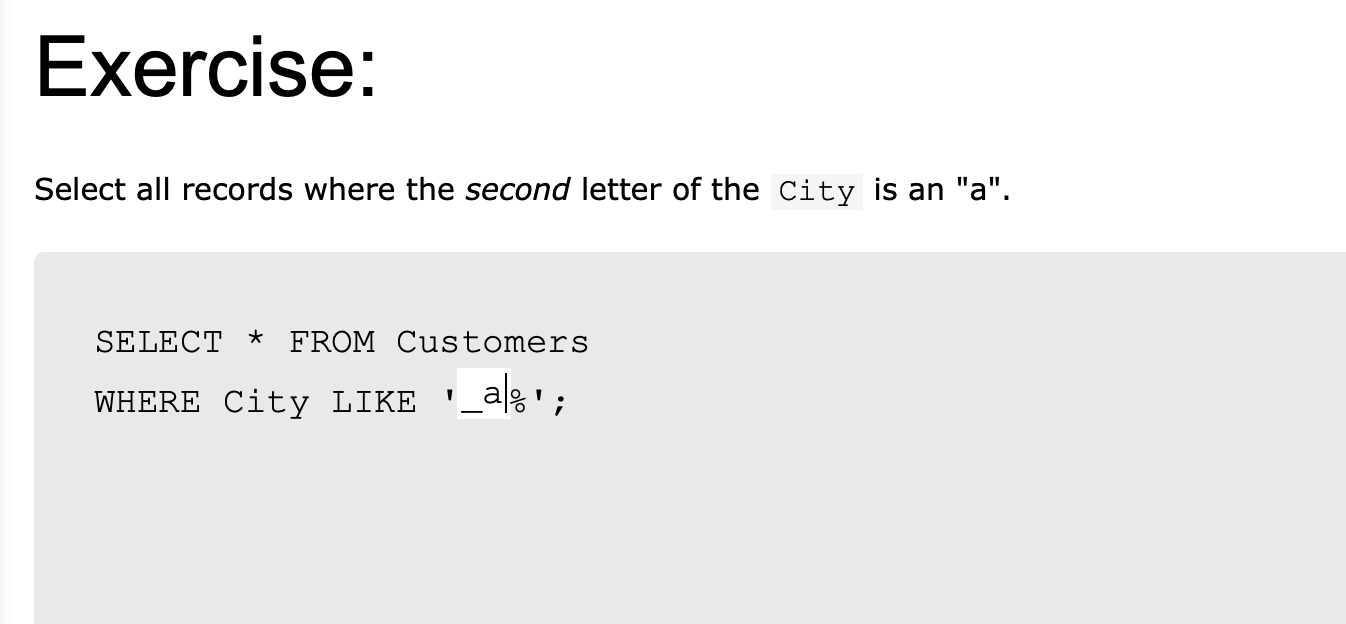 Exercise:
Select all records where the second letter of the City is an "a".
SELECT * FROM Customers
WHERE City LIKE '_a%';